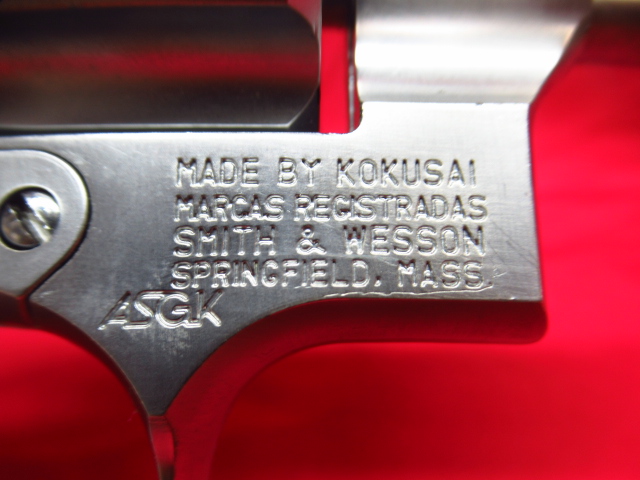 MADE BY KOKUSAI
MARCAS REGISTRADAS
SMITH & WESSON
SPRINGFIELD, MASS
ASGK